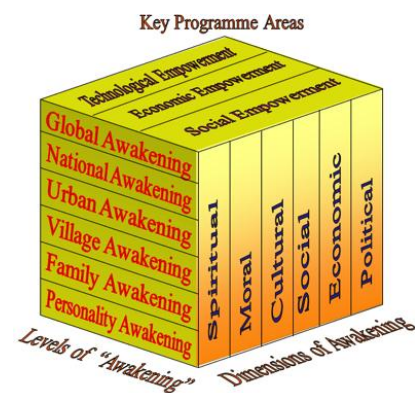 Key Programme Areas
Technological Empowerment
Economic Empowerment
Social Empowerment
Global Awakening
National Awakening
Urban Awakening
Village Awakening
Family Awakening
Personality Awakening
Spiritual
Moral
Cultural
Social
Economic
Political
Levels of "Awakening"
Dimensions of Awakening